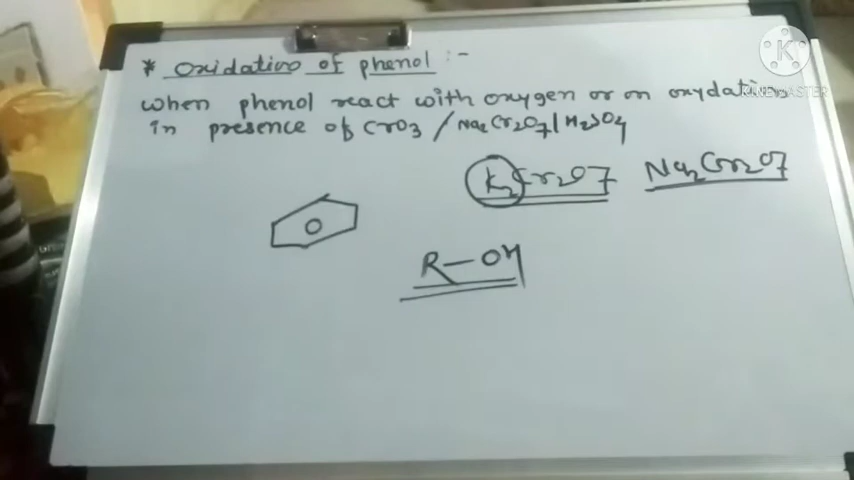 * Oxidation of phenol :-
when phenol react with oxygen or on oxydation
in presence of CrO3 / Na2Cr2O7 / H2SO4
K2Cr2O7 Na2Cr2O7
R-OH
K
KINEMASTER